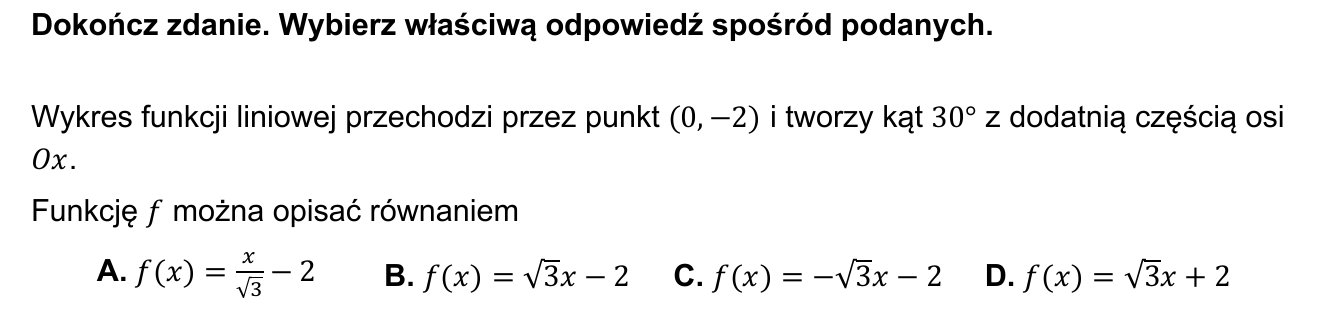 Dokończ zdanie. Wybierz właściwą odpowiedź spośród podanych.
Wykres funkcji liniowej przechodzi przez punkt (0, −2) i tworzy kąt 30° z dodatnią częścią osi
Ox.
Funkcję f można opisać równaniem
A. f(x) = x/√3 − 2 B. f(x) = √3x − 2 C. f(x) = −√3x − 2 D. f(x) = √3x + 2